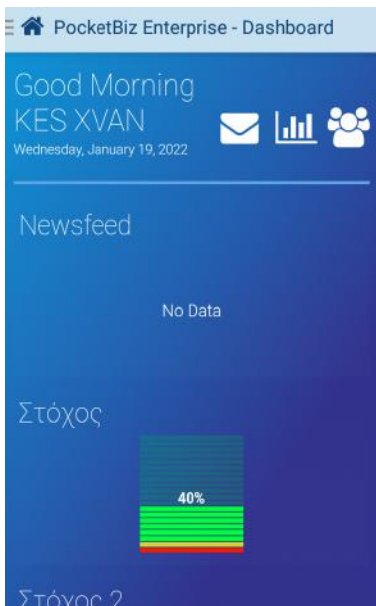 PocketBiz Enterprise - Dashboard
Good Morning
KES XVAN
Wednesday, January 19, 2022
Newsfeed
No Data
Στόχος
40%
Στόχος 2